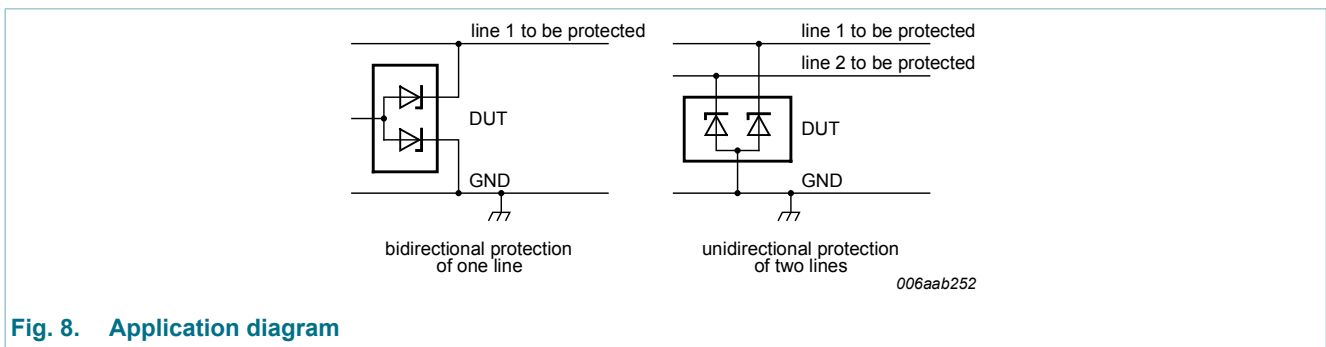 line 1 to be protected
DUT
GND
bidirectional protection
of one line
line 1 to be protected
line 2 to be protected
DUT
GND
unidirectional protection
of two lines
006aab252
Fig. 8. Application diagram